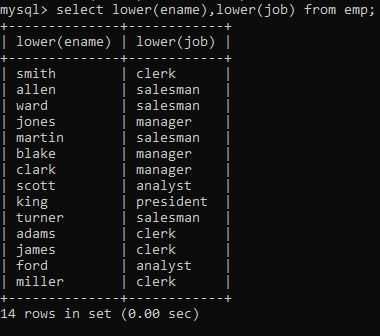 mysql> select lower(ename),lower(job) from emp;
+--------------+------------+
| lower(ename) | lower(job) |
+--------------+------------+
| smith        | clerk      |
| allen        | salesman   |
| ward         | salesman   |
| jones        | manager    |
| martin       | salesman   |
| blake        | manager    |
| clark        | manager    |
| scott        | analyst    |
| king         | president  |
| turner       | salesman   |
| adams        | clerk      |
| james        | clerk      |
| ford         | analyst    |
| miller       | clerk      |
+--------------+------------+
14 rows in set (0.00 sec)